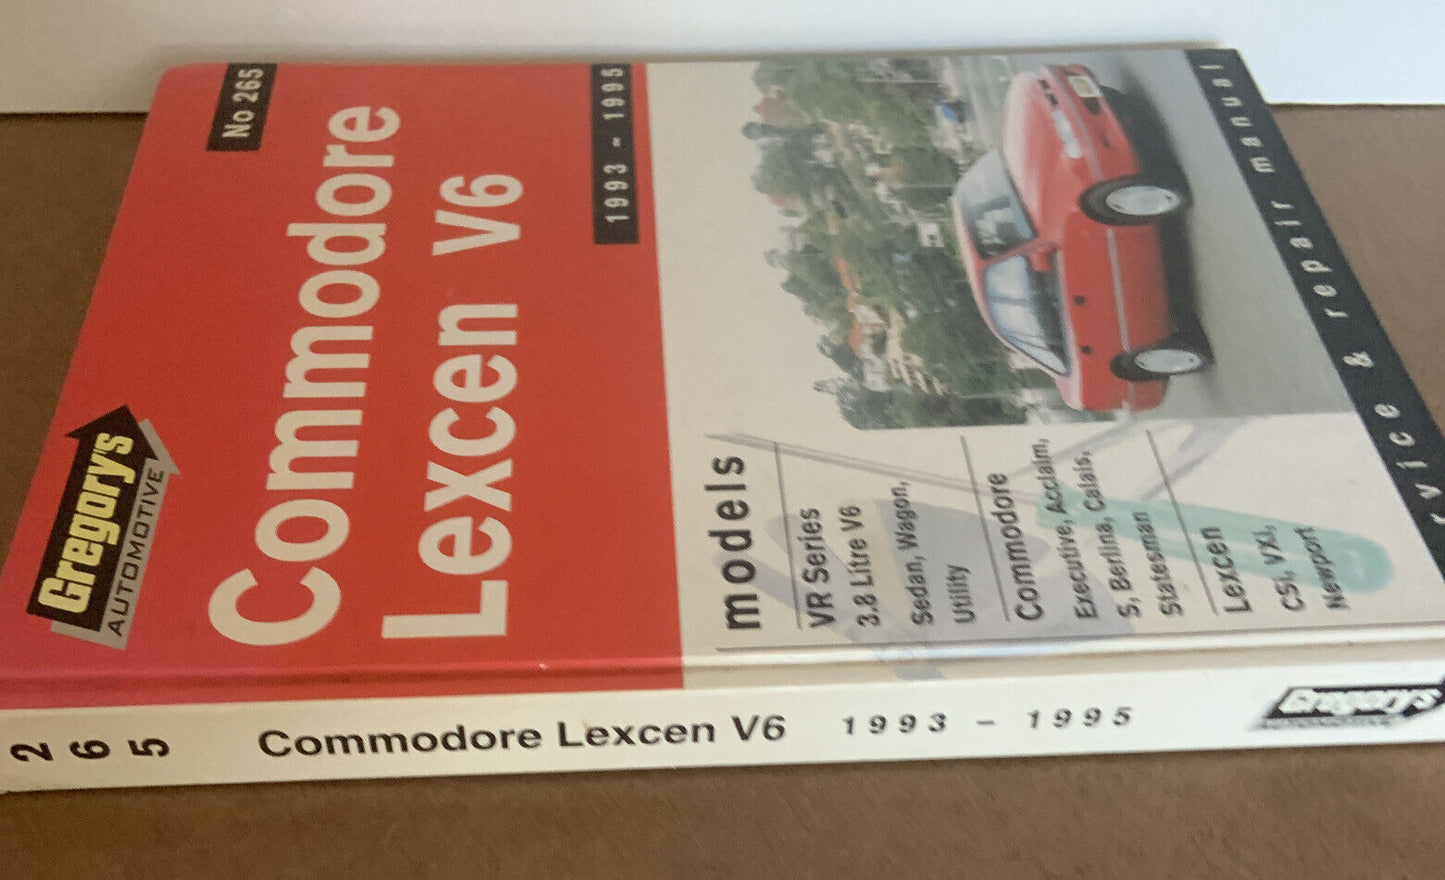 Gregory's
AUTOMOTIVE
No 265
Commodore
Lexcen V6
1993 - 1995
models
VR Series
3.8 Litre V6
Sedan, Wagon,
Utility
Commodore
Executive, Acclaim,
S, Berlina, Calais,
Statesman
Lexcen
CSi, VXi,
Newport
& repair manual
265
Commodore Lexcen V6 1993 - 1995
Gregory's